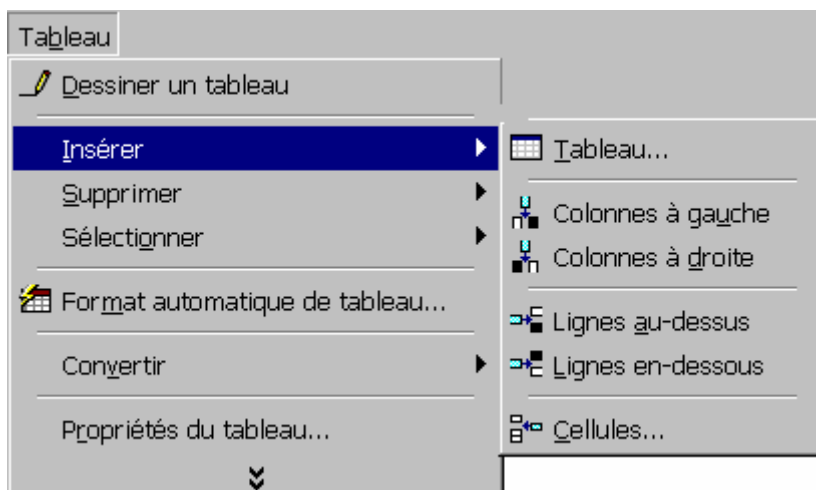 Tableau
Dessiner un tableau
Insérer
Supprimer
Sélectionner
Format automatique de tableau...
Convertir
Propriétés du tableau...
Tableau...
Colonnes à gauche
Colonnes à droite
Lignes au-dessus
Lignes en-dessous
Cellules...